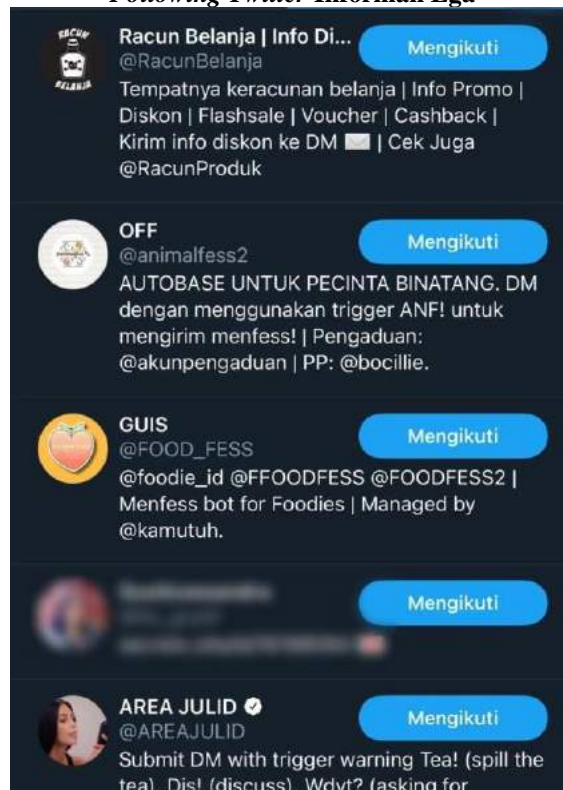 Following Twitter Informan Ega
RACUN
BELANJA
Racun Belanja | Info Di...
Mengikuti
@RacunBelanja
Tempatnya keracunan belanja | Info Promo |
Diskon | Flashsale | Voucher | Cashback |
Kirim info diskon ke DM ✉️ | Cek Juga
@RacunProduk
OFF
Mengikuti
@animalfess2
AUTOBASE UNTUK PECINTA BINATANG. DM
dengan menggunakan trigger ANF! untuk
mengirim menfess! | Pengaduan:
@akunpengaduan | PP: @bocillie.
GUIS
Mengikuti
@FOOD_FESS
@foodie_id @FFOODFESS @FOODFESS2 |
Menfess bot for Foodies | Managed by
@kamutuh.
Mengikuti
AREA JULID
Mengikuti
@AREAJULID
Submit DM with trigger warning Tea! (spill the
tea), Dis! (discuss), Wdyt? (asking for